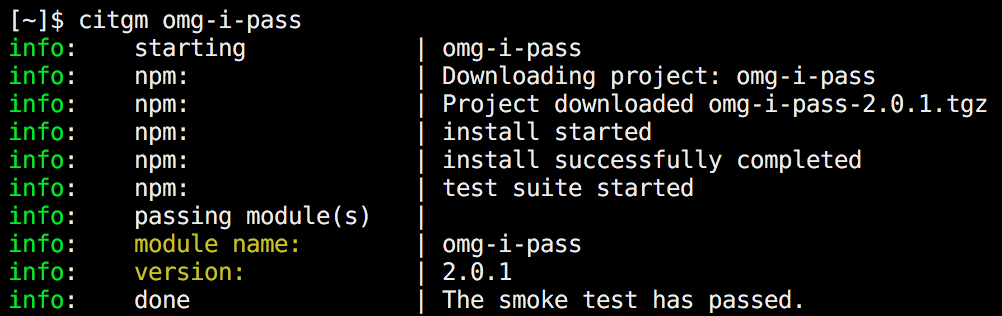 [~]$ citgm omg-i-pass
info:    starting            | omg-i-pass
info:    npm:                | Downloading project: omg-i-pass
info:    npm:                | Project downloaded omg-i-pass-2.0.1.tgz
info:    npm:                | install started
info:    npm:                | install successfully completed
info:    npm:                | test suite started
info:    passing module(s)   |
info:    module name:        | omg-i-pass
info:    version:            | 2.0.1
info:    done                | The smoke test has passed.